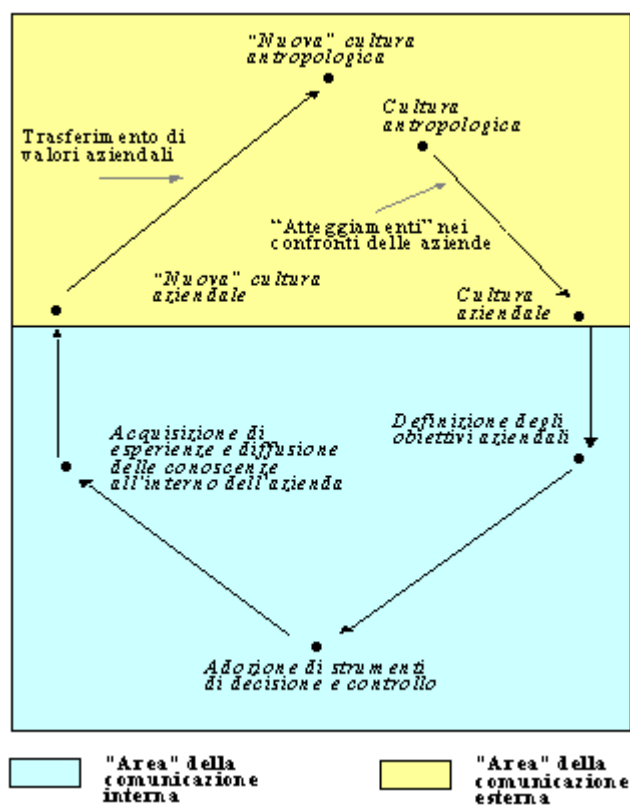 "Nuova" cultura
antropologica
Cultura
antropologica
Trasferimento di
valori aziendali
"Atteggiamenti" nei
confronti delle aziende
"Nuova" cultura
aziendale
Cultura
aziendale
Definizione degli
obiettivi aziendali
Acquisizione di
esperienze e diffusione
delle conoscenze
all'interno dell'azienda
Adozione di strumenti
di decisione e controllo
"Area" della
comunicazione
interna
"Area" della
comunicazione
esterna